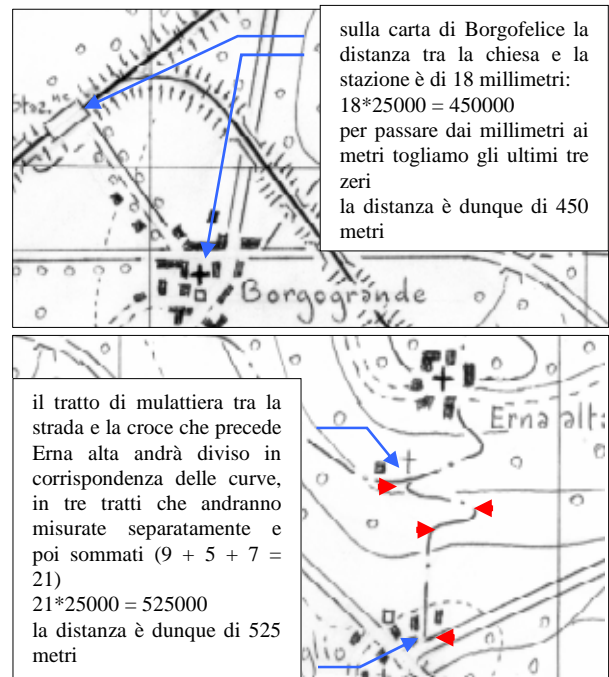 sulla carta di Borgofelice la
distanza tra la chiesa e la
stazione è di 18 millimetri:
18*25000 = 450000
per passare dai millimetri ai
metri togliamo gli ultimi tre
zeri
la distanza è dunque di 450
metri
Staz.ne
Borgogrande
il tratto di mulattiera tra la
strada e la croce che precede
Erna alta andrà diviso in
corrispondenza delle curve,
in tre tratti che andranno
misurate separatamente e
poi sommati (9 + 5 + 7 =
21)
21*25000 = 525000
la distanza è dunque di 525
metri
Erna alta